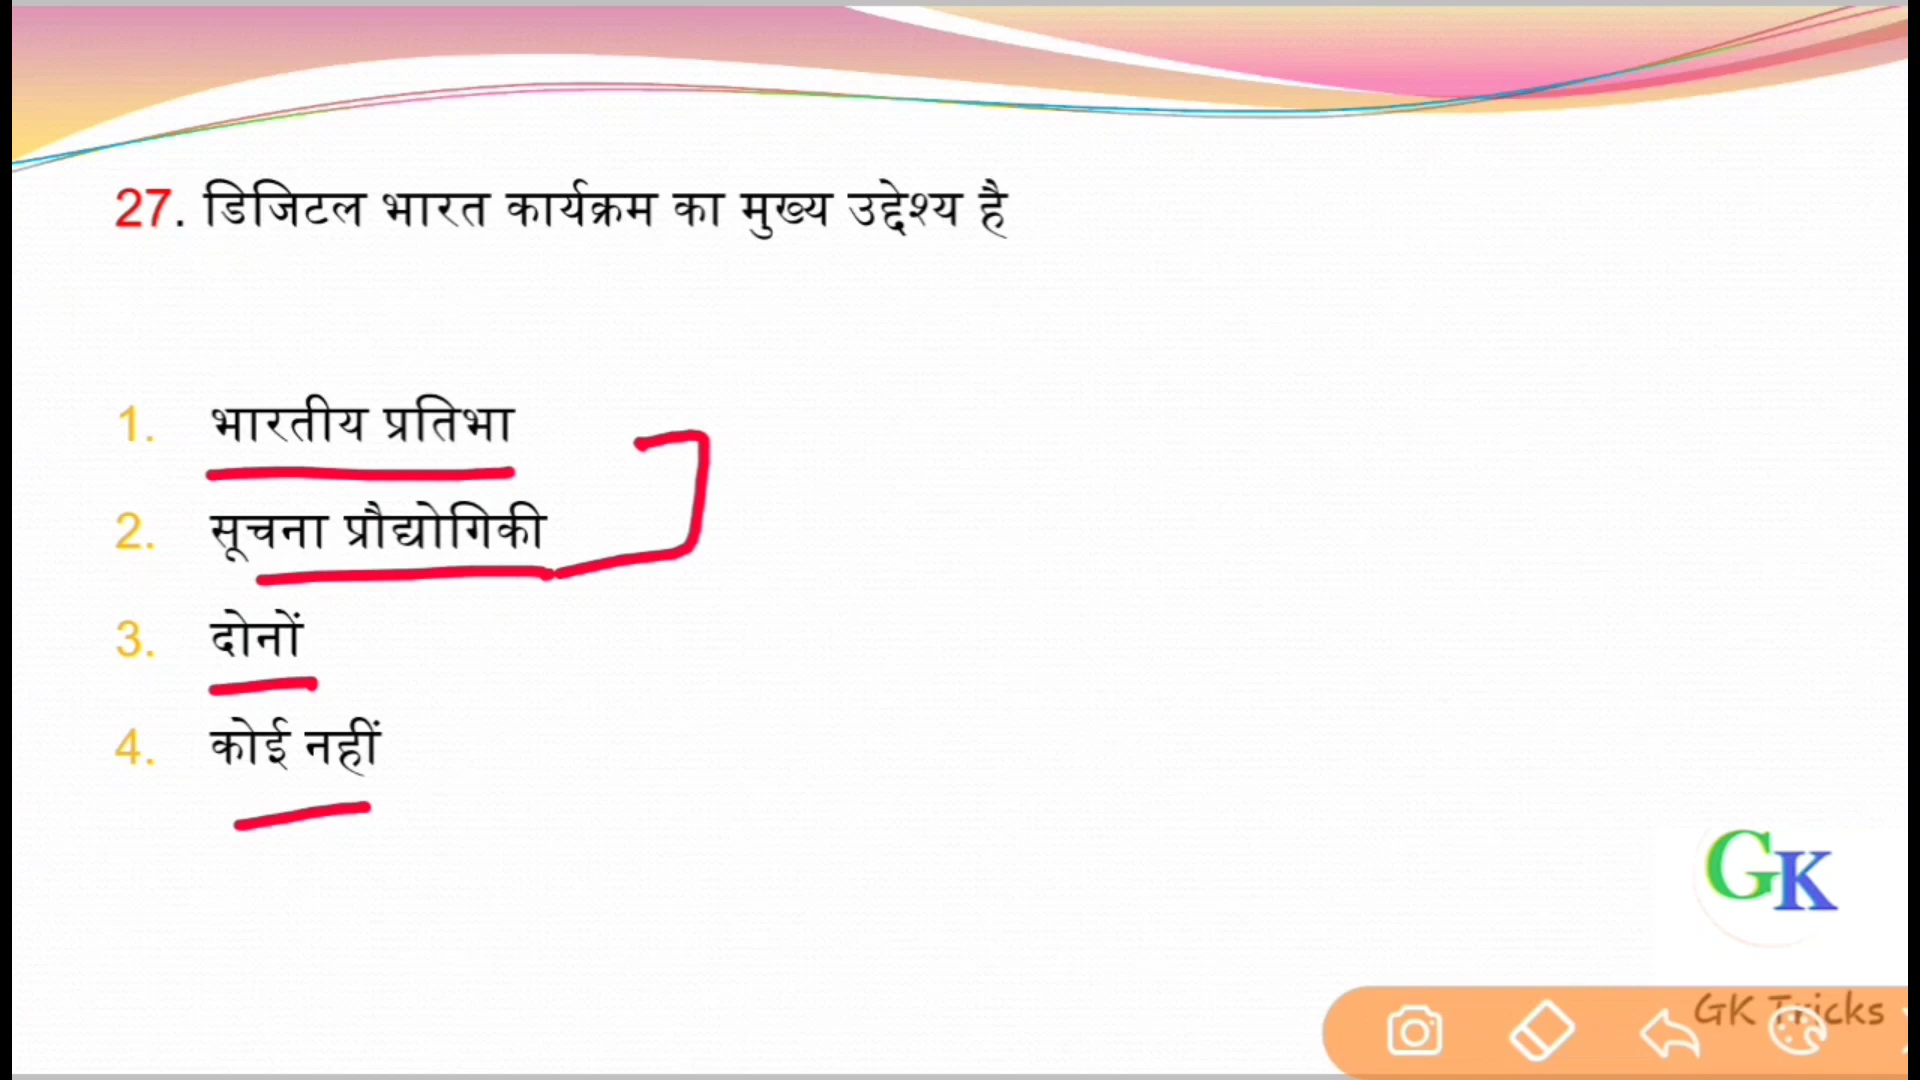 27. डिजिटल भारत कार्यक्रम का मुख्य उद्देश्य है
1. भारतीय प्रतिभा
2. सूचना प्रौद्योगिकी
3. दोनों
4. कोई नहीं
GK
GK Tricks